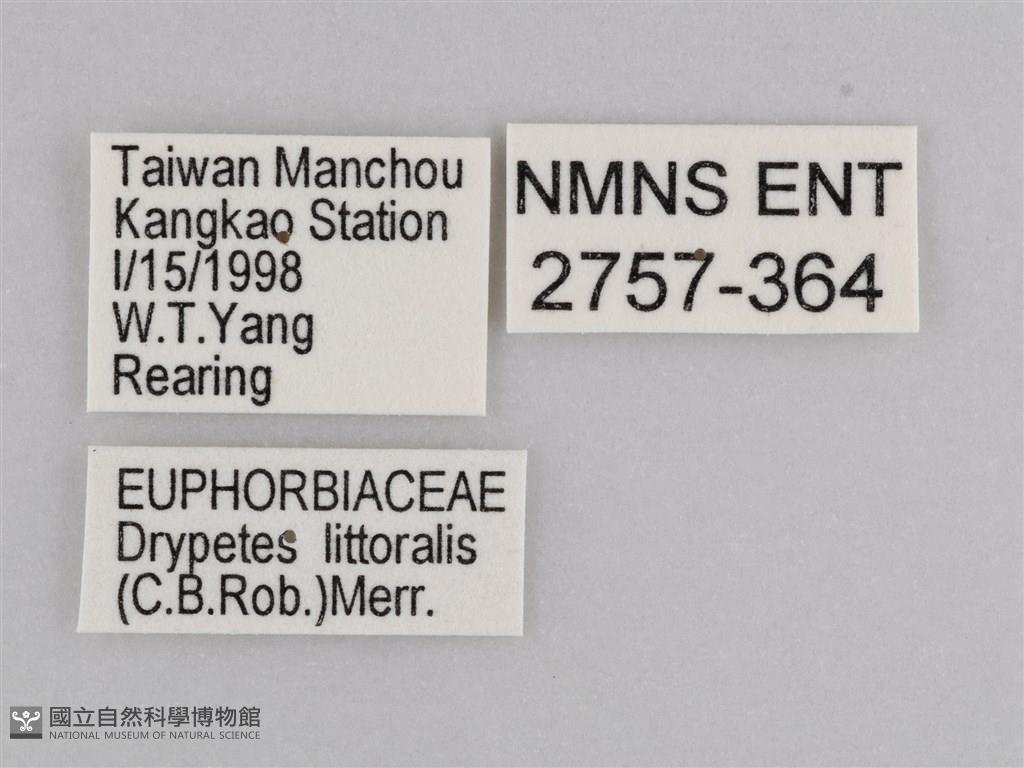 Taiwan Manchou
Kangkao Station
I/15/1998
W.T.Yang
Rearing
NMNS ENT
2757-364
EUPHORBIACEAE
Drypetes littoralis
(C.B.Rob.)Merr.
國立自然科學博物館
NATIONAL MUSEUM OF NATURAL SCIENCE